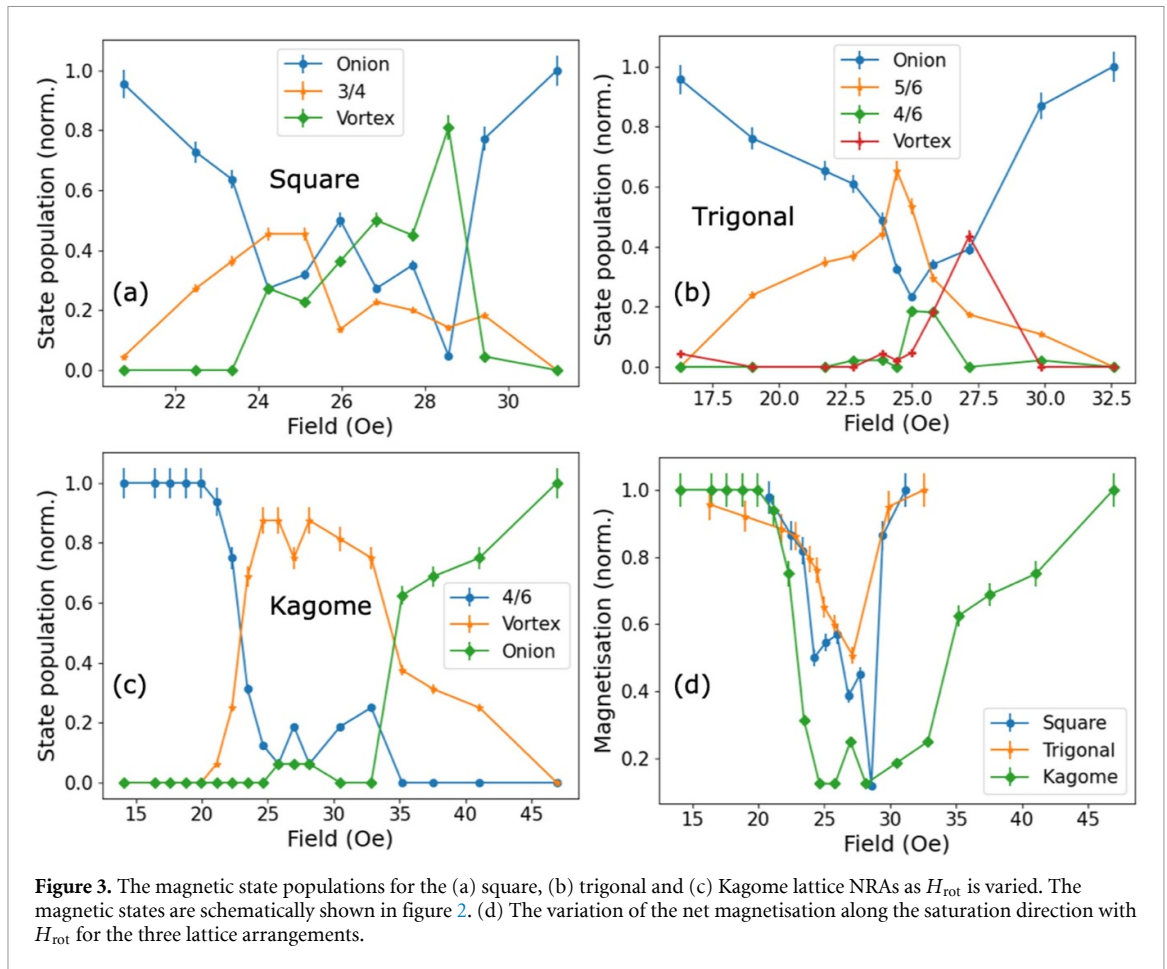 Onion
3/4
Vortex
Square
(a)
State population (norm.)
1.0
0.8
0.6
0.4
0.2
0.0
22 24 26 28 30
Field (Oe)
Onion
5/6
4/6
Vortex
Trigonal
(b)
State population (norm.)
1.0
0.8
0.6
0.4
0.2
0.0
17.5 20.0 22.5 25.0 27.5 30.0 32.5
Field (Oe)
4/6
Vortex
Onion
Kagome
(c)
State population (norm.)
1.0
0.8
0.6
0.4
0.2
0.0
15 20 25 30 35 40 45
Field (Oe)
(d)
Square
Trigonal
Kagome
Magnetisation (norm.)
1.0
0.8
0.6
0.4
0.2
15 20 25 30 35 40 45
Field (Oe)
Figure 3. The magnetic state populations for the (a) square, (b) trigonal and (c) Kagome lattice NRAs as Hrot is varied. The
magnetic states are schematically shown in figure 2. (d) The variation of the net magnetisation along the saturation direction with
Hrot for the three lattice arrangements.